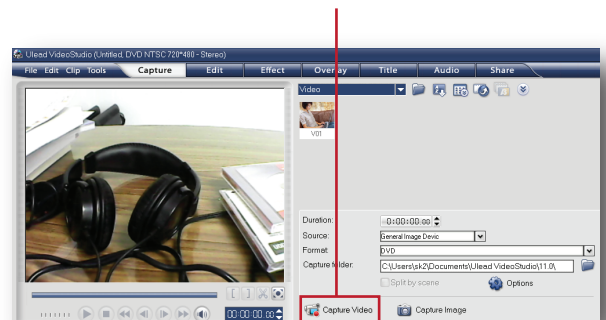 Ulead VideoStudio (Untitled, DVD NTSC 720*480 - Stereo)
File Edit Clip Tools Capture Edit Effect Overlay Title Audio Share
Video
V01
Duration: 0:00:00.00
Source: General Image Devic
Format: DVD
Capture folder: C:\Users\sk2\Documents\Ulead VideoStudio\11.0\
Split by scene Options
Capture Video Capture Image
00:00:00.00